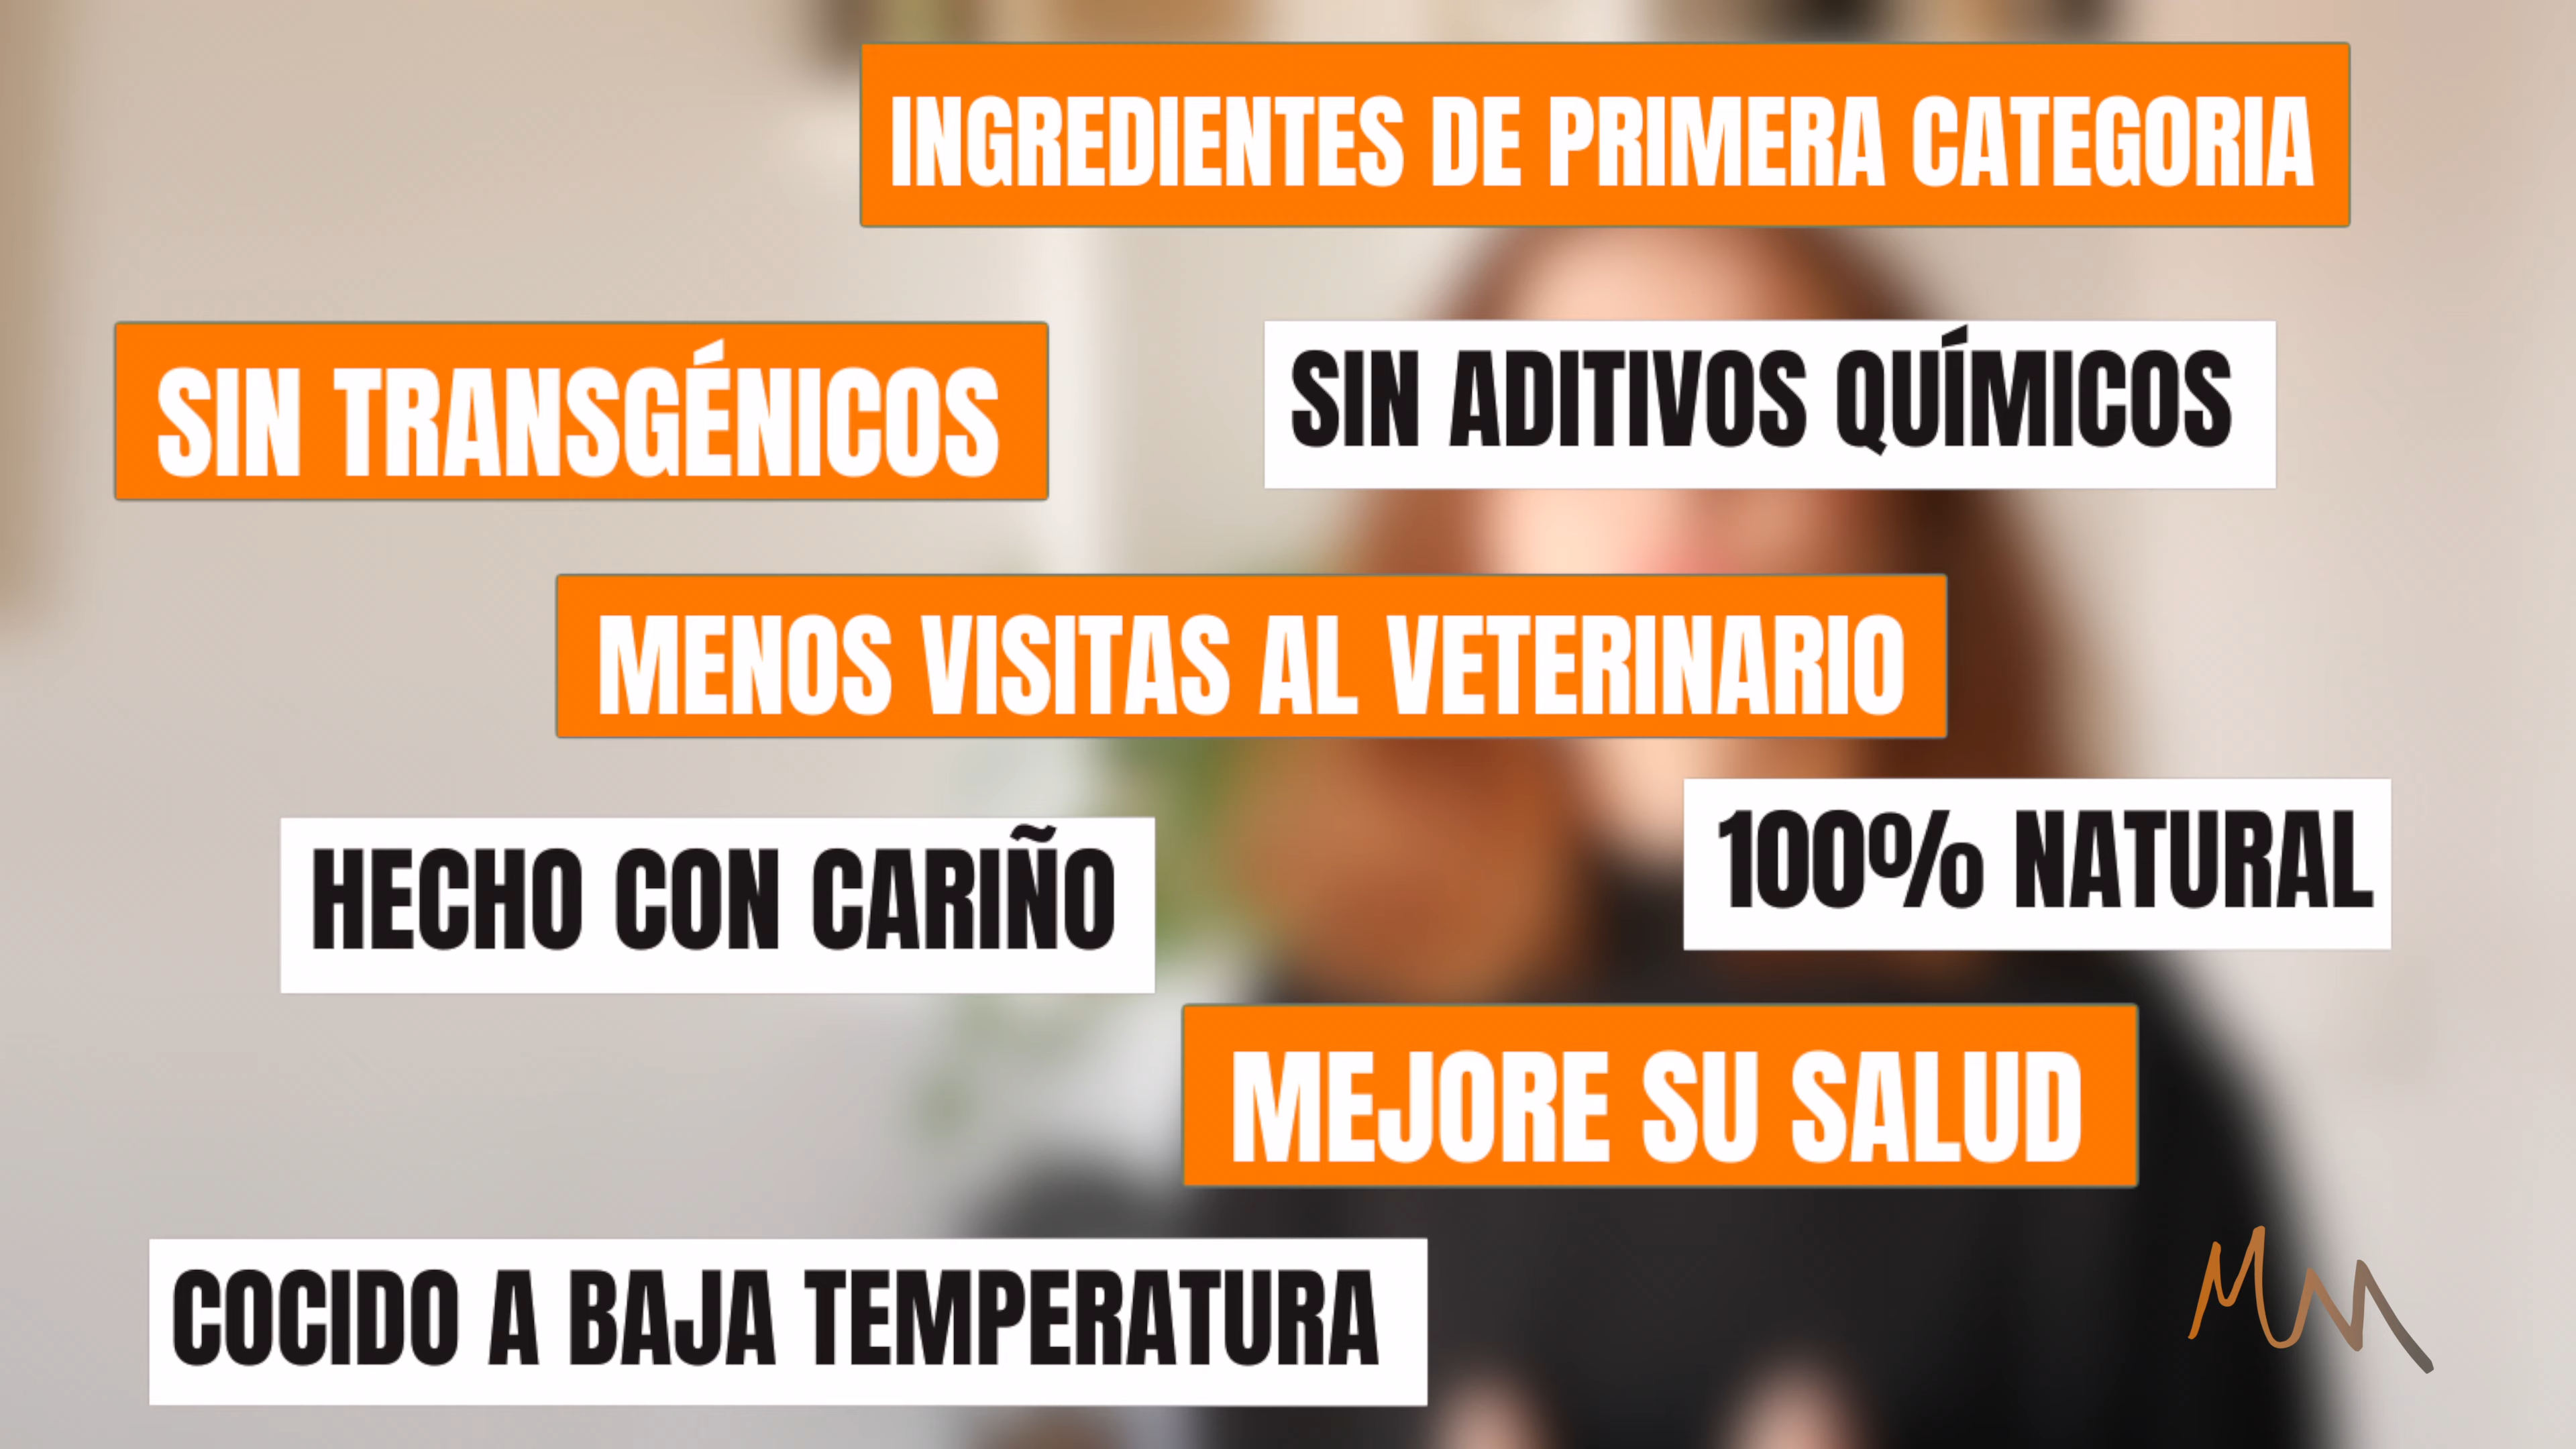 INGREDIENTES DE PRIMERA CATEGORIA
SIN TRANSGÉNICOS
SIN ADITIVOS QUÍMICOS
MENOS VISITAS AL VETERINARIO
HECHO CON CARIÑO
100% NATURAL
MEJORE SU SALUD
COCIDO A BAJA TEMPERATURA